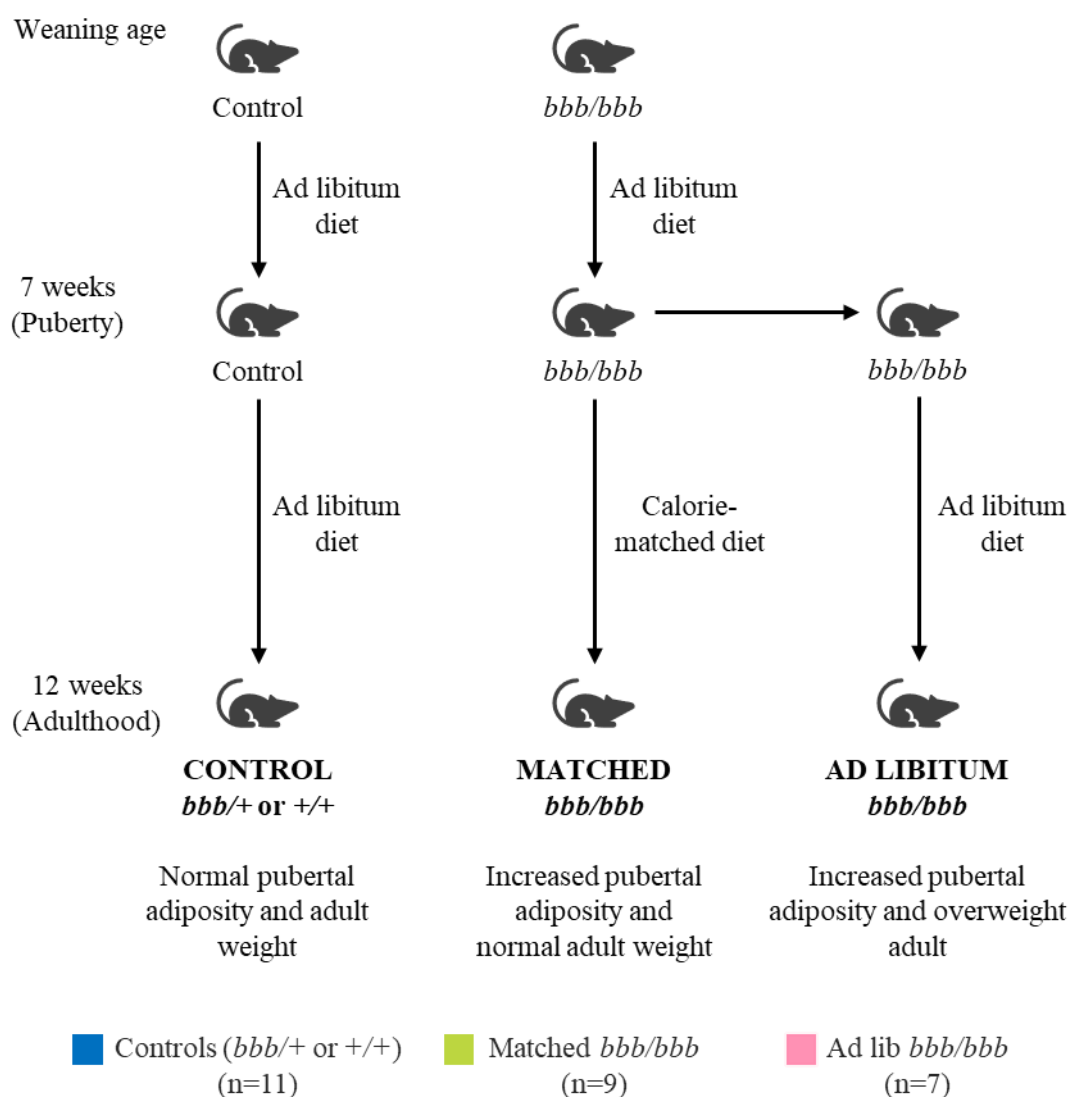 Weaning age
Control
bbb/bbb
Ad libitum
diet
Ad libitum
diet
7 weeks
(Puberty)
Control
bbb/bbb
bbb/bbb
Ad libitum
diet
Calorie-
matched diet
Ad libitum
diet
12 weeks
(Adulthood)
CONTROL
bbb/+ or +/+
MATCHED
bbb/bbb
AD LIBITUM
bbb/bbb
Normal pubertal
adiposity and adult
weight
Increased pubertal
adiposity and
normal adult weight
Increased pubertal
adiposity and overweight
adult
Controls (bbb/+ or +/+)
(n=11)
Matched bbb/bbb
(n=9)
Ad lib bbb/bbb
(n=7)